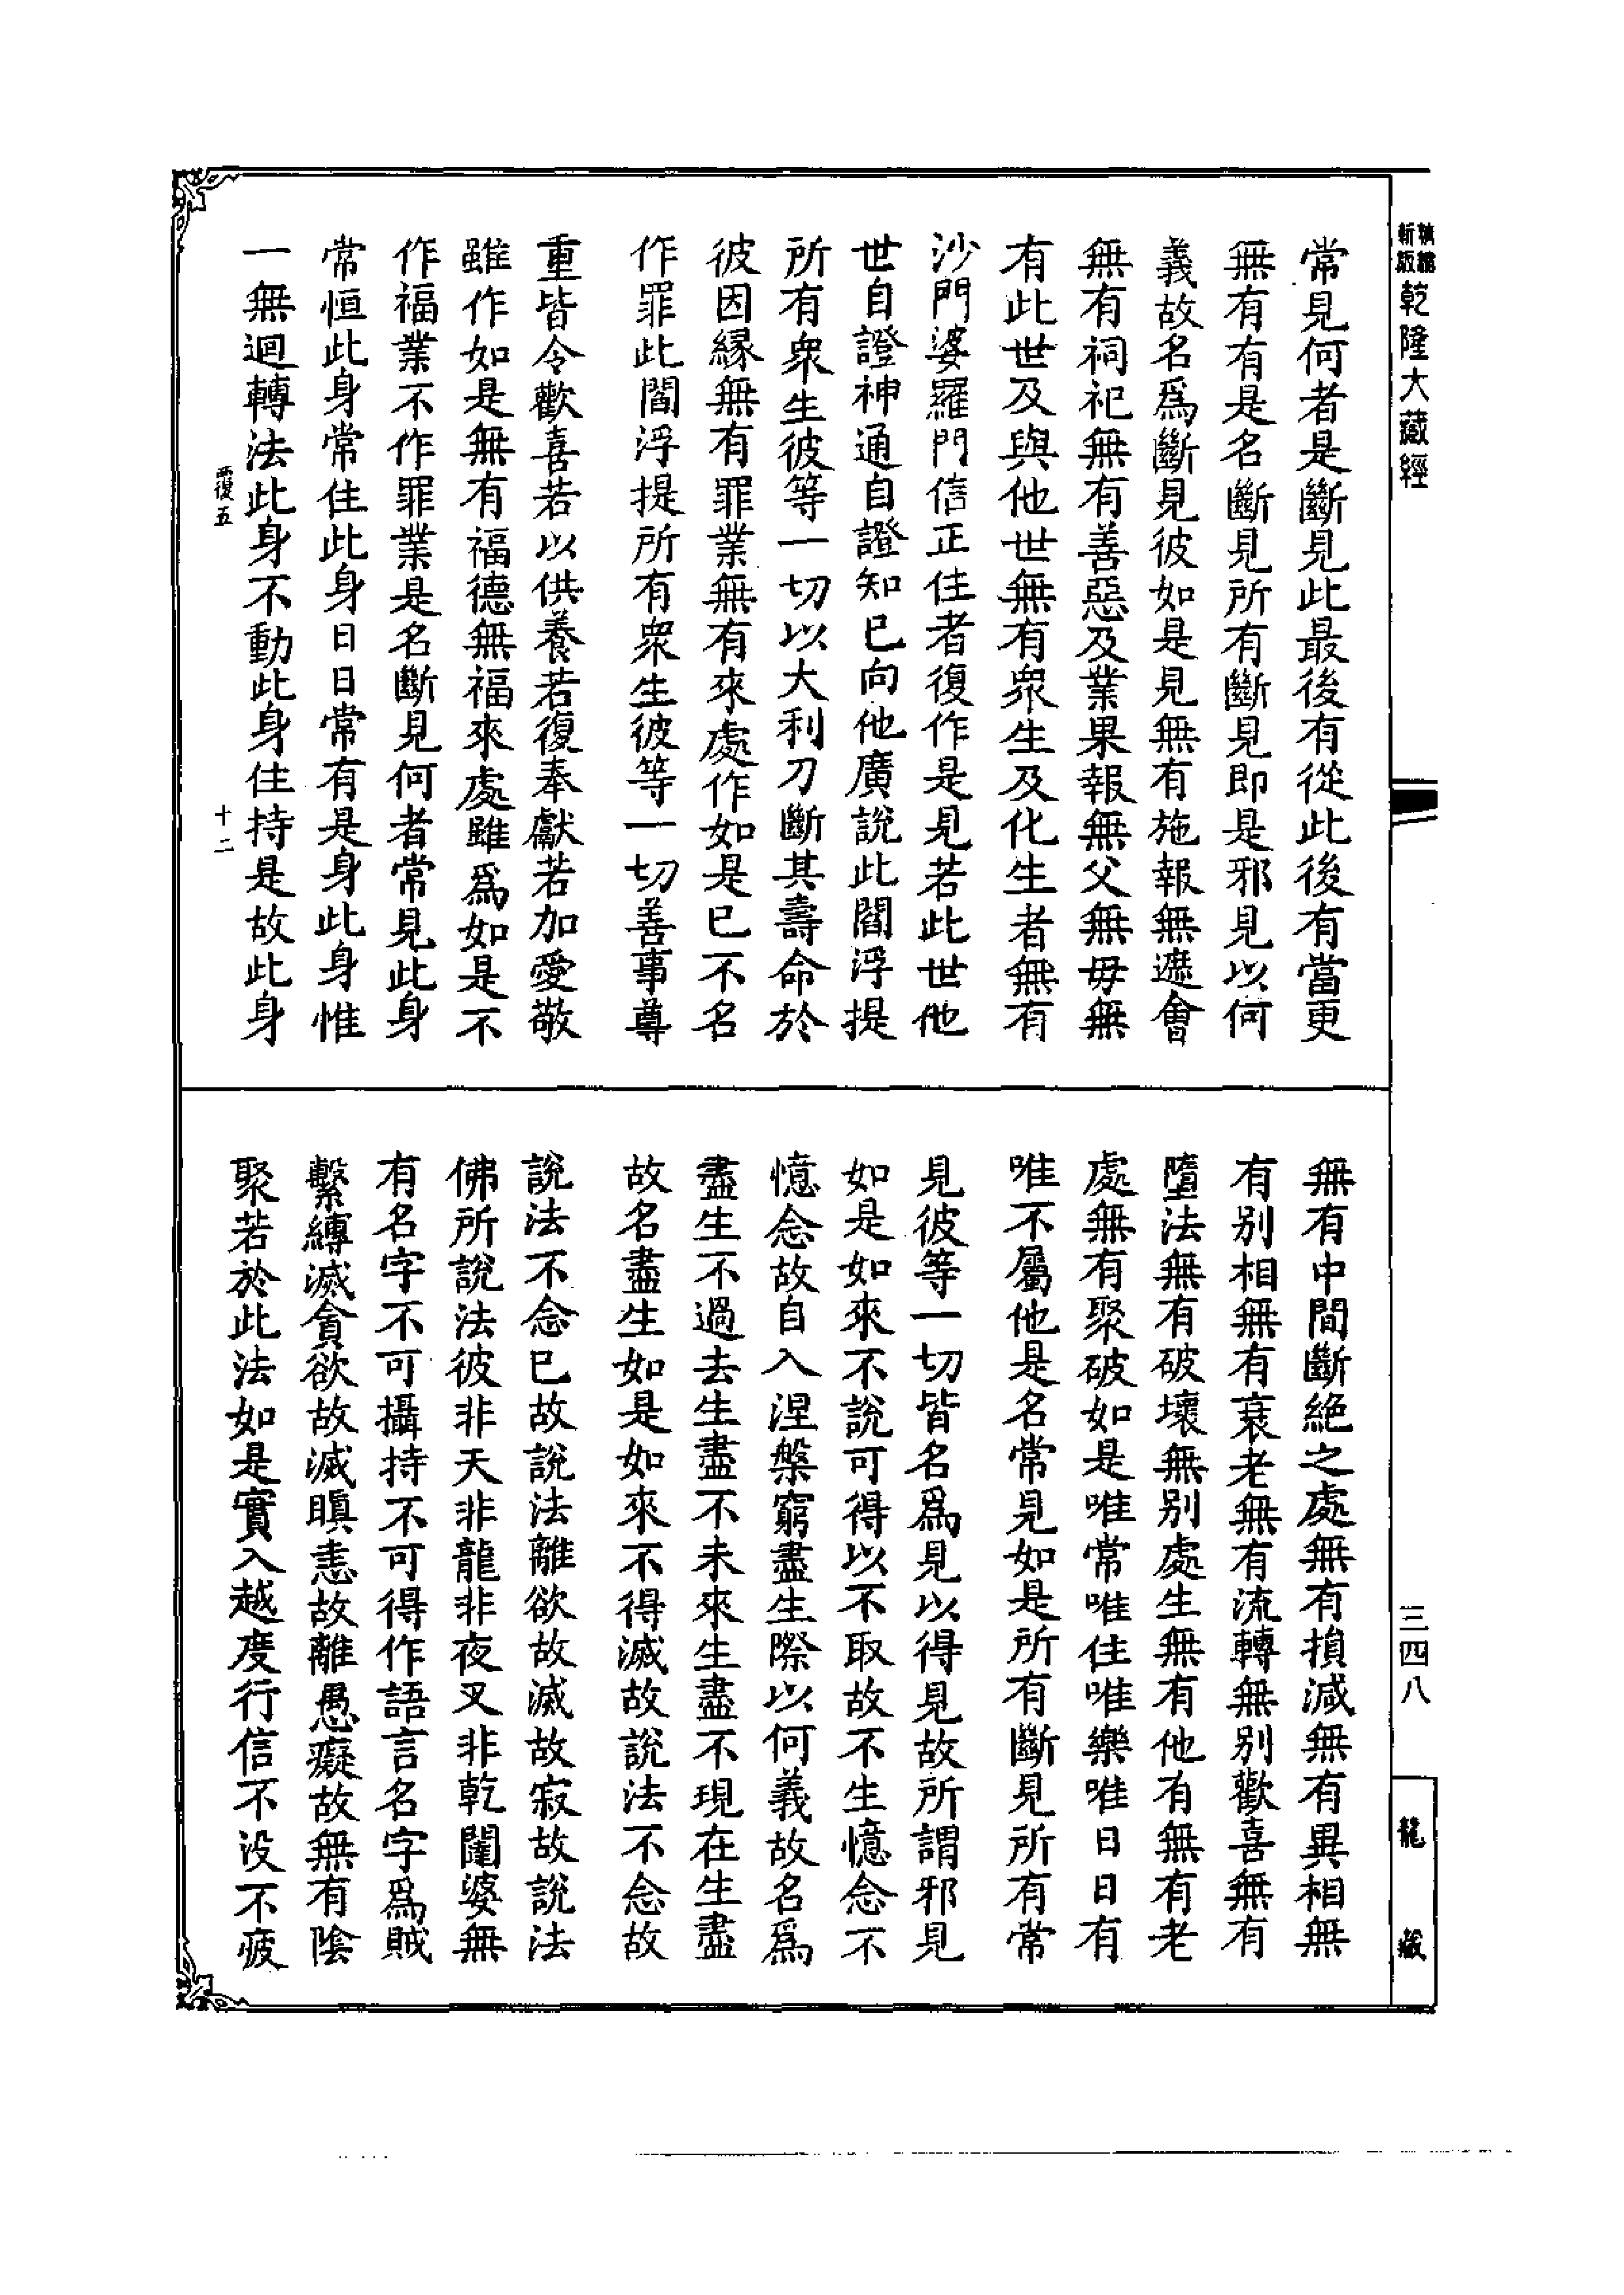 新版精縮乾隆大藏經
常見何者是斷見此最後有從此後有當更
無有有是名斷見所有斷見即是邪見以何
義故名爲斷見彼如是見無有施報無遮會
無有祠祀無有善惡及業果報無父無毋無
有此世及與他世無有衆生及化生者無有
沙門婆羅門信正住者復作是見若此世他
世自證神通自證知已向他廣說此閻浮提
所有衆生彼等一切以大利刀斷其壽命於
彼因緣無有罪業無有來處作如是已不名
作罪此閻浮提所有衆生彼等一切善事尊
重皆令歡喜若以供養若復奉獻若加愛敬
雖作如是無有福德無福來處雖爲如是不
作福業不作罪業是名斷見何者常見此身
常恒此身常住此身日日常有是身此身惟
一無迴轉法此身不動此身住持是故此身
覆五
十二
無有中間斷絶之處無有損減無有異相無
有别相無有衰老無有流轉無别歡喜無有
墮法無有破壞無别處生無有他有無有老
處無有聚破如是唯常唯住唯樂唯日日有
唯不屬他是名常見如是所有斷見所有常
見彼等一切皆名爲見以得見故所謂邪見
如是如來不說可得以不取故不生憶念不
憶念故自入涅槃窮盡生際以何義故名爲
盡生不過去生盡不未來生盡不現在生盡
故名盡生如是如來不得滅故說法不念故
說法不念已故說法離欲故滅故寂故說法
佛所說法彼非天非龍非夜叉非乾闥婆無
有名字不可攝持不可得作語言名字爲賊
繫縛滅貪欲故滅瞋恚故離愚癡故無有陰
聚若於此法如是實入越度行信不没不疲
三四八
龍藏